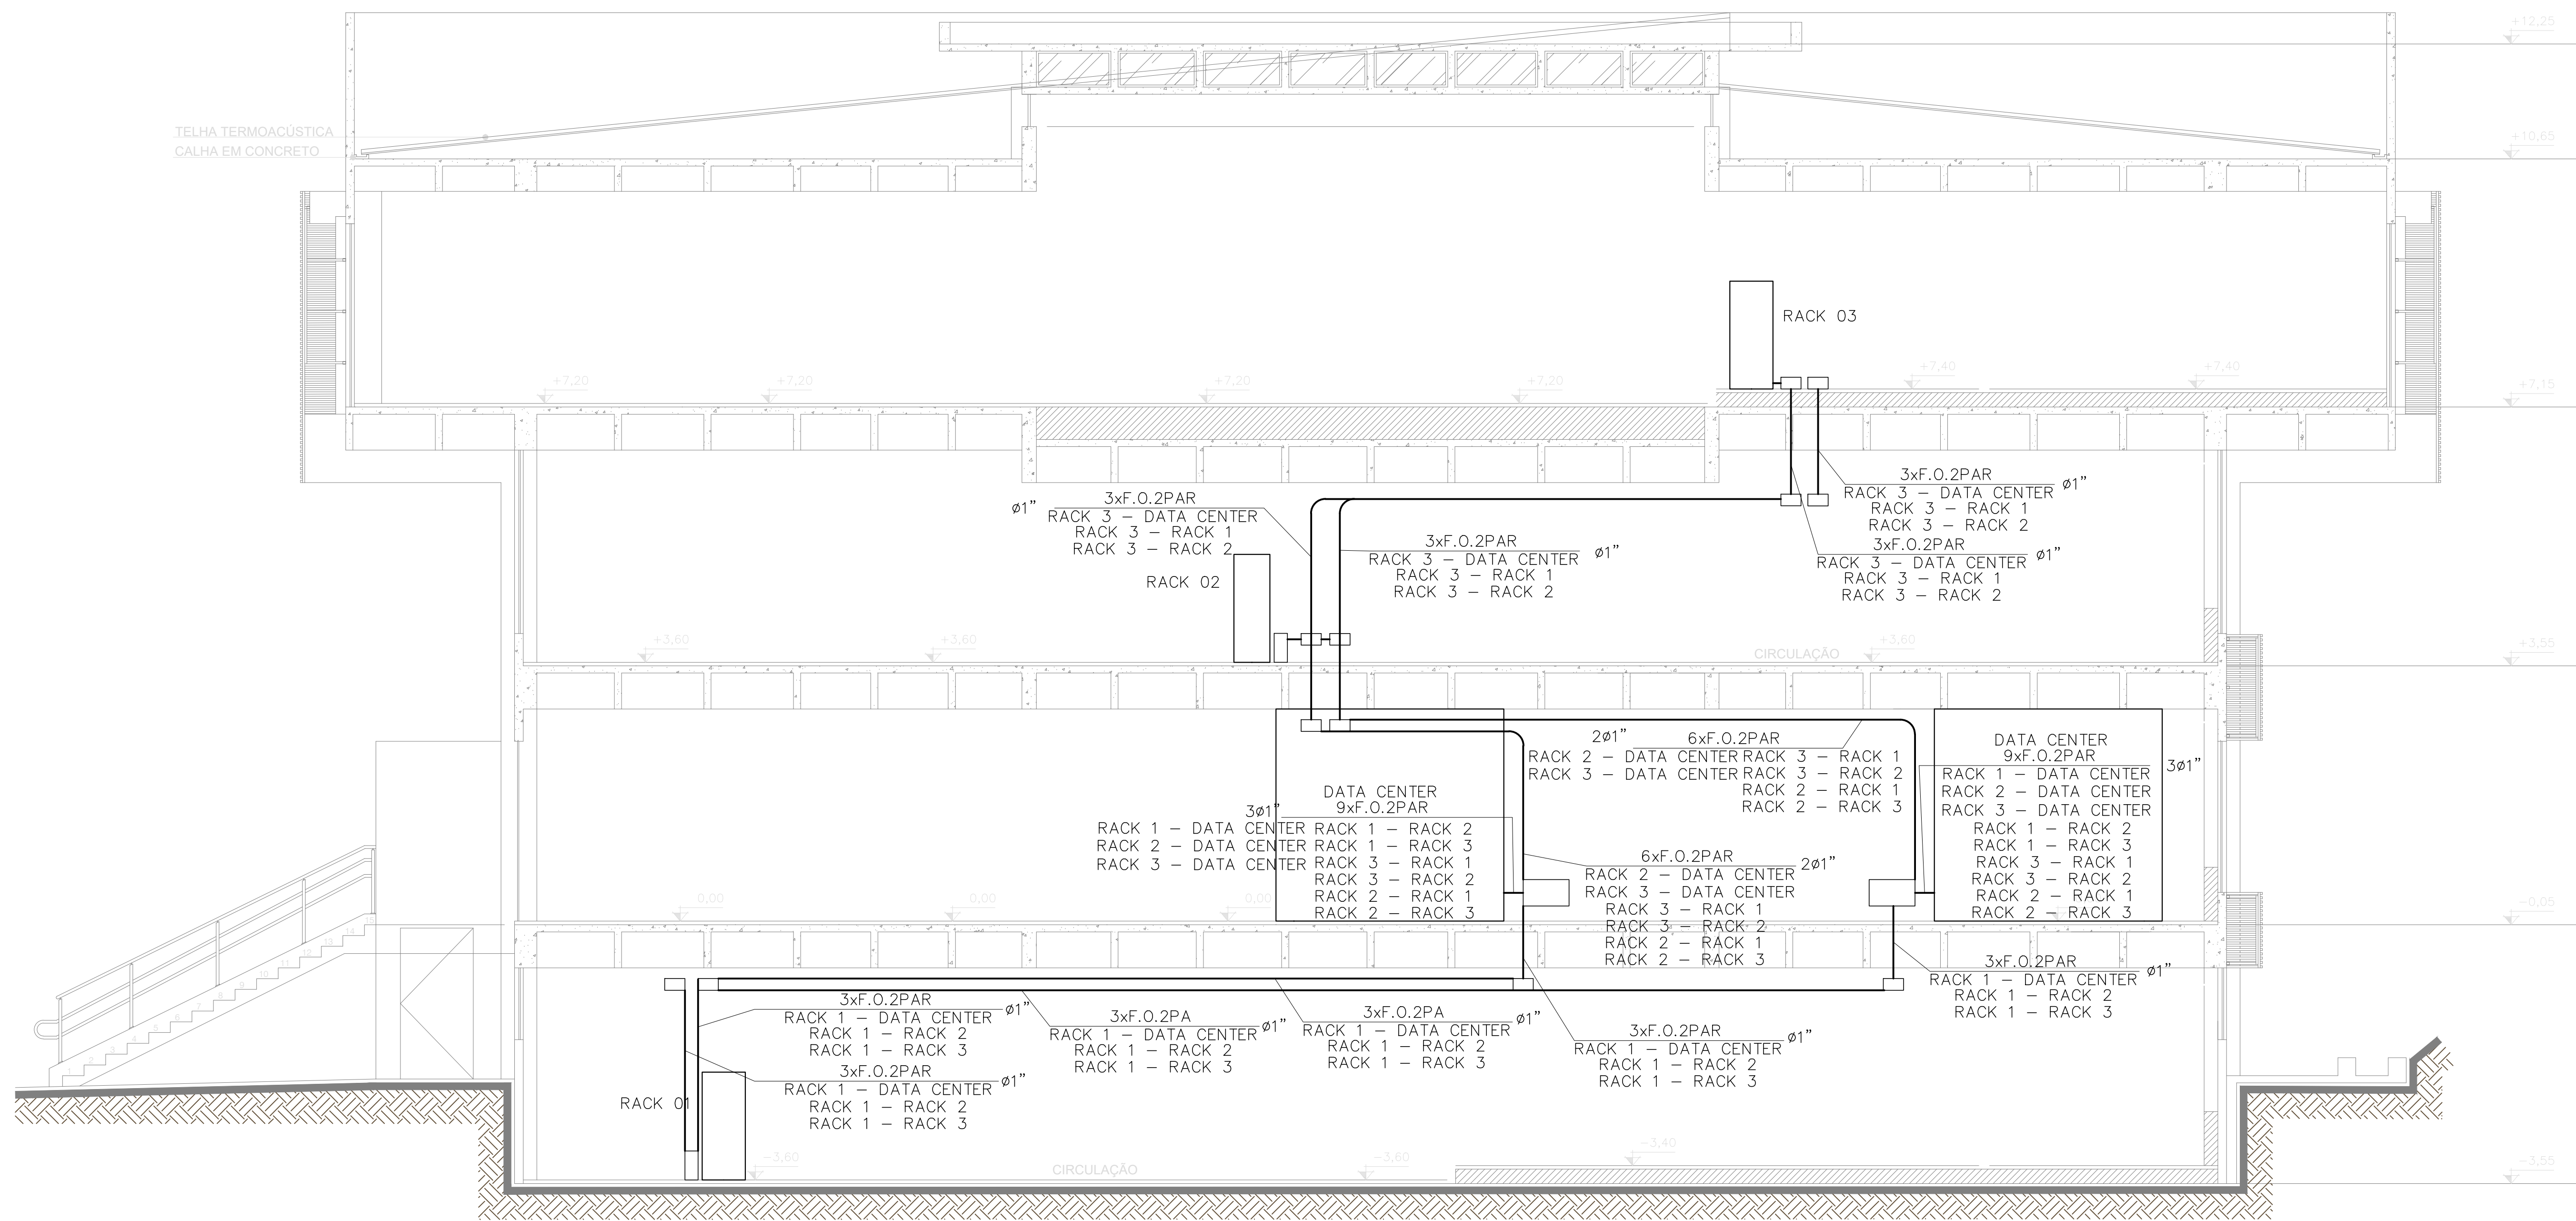 +12,25
TELHA TERMOACÚSTICA
CALHA EM CONCRETO
+10,65
RACK 03
+7,20
+7,20
+7,20
+7,20
+7,40
+7,40
+7,15
3xF.O.2PAR
RACK 3 – DATA CENTER
RACK 3 – RACK 1
RACK 3 – RACK 2
ø1"
3xF.O.2PAR
RACK 3 – DATA CENTER
RACK 3 – RACK 1
RACK 3 – RACK 2
ø1"
3xF.O.2PAR
RACK 3 – DATA CENTER
RACK 3 – RACK 1
RACK 3 – RACK 2
ø1"
3xF.O.2PAR
RACK 3 – DATA CENTER
RACK 3 – RACK 1
RACK 3 – RACK 2
ø1"
RACK 02
+3,60
+3,60
CIRCULAÇÃO
+3,60
+3,55
2ø1"
6xF.O.2PAR
RACK 2 – DATA CENTER RACK 3 – RACK 1
RACK 3 – DATA CENTER RACK 3 – RACK 2
RACK 2 – RACK 1
RACK 2 – RACK 3
DATA CENTER
9xF.O.2PAR
3ø1"
RACK 1 – DATA CENTER
RACK 2 – DATA CENTER
RACK 3 – DATA CENTER
RACK 1 – RACK 2
RACK 1 – RACK 3
RACK 3 – RACK 1
RACK 3 – RACK 2
RACK 2 – RACK 1
RACK 2 – RACK 3
DATA CENTER
3ø1"
9xF.O.2PAR
RACK 1 – DATA CENTER RACK 1 – RACK 2
RACK 2 – DATA CENTER RACK 1 – RACK 3
RACK 3 – DATA CENTER RACK 3 – RACK 1
RACK 3 – RACK 2
RACK 2 – RACK 1
RACK 2 – RACK 3
6xF.O.2PAR
2ø1"
RACK 2 – DATA CENTER
RACK 3 – DATA CENTER
RACK 3 – RACK 1
RACK 3 – RACK 2
RACK 2 – RACK 1
RACK 2 – RACK 3
0,00
0,00
0,00
-0,05
15
14
13
12
11
10
9
8
7
6
5
4
3
2
1
3xF.O.2PAR
RACK 1 – DATA CENTER
RACK 1 – RACK 2
RACK 1 – RACK 3
ø1"
3xF.O.2PAR
RACK 1 – DATA CENTER
RACK 1 – RACK 2
RACK 1 – RACK 3
ø1"
3xF.O.2PA
RACK 1 – DATA CENTER
RACK 1 – RACK 2
RACK 1 – RACK 3
ø1"
3xF.O.2PA
RACK 1 – DATA CENTER
RACK 1 – RACK 2
RACK 1 – RACK 3
ø1"
3xF.O.2PAR
RACK 1 – DATA CENTER
RACK 1 – RACK 2
RACK 1 – RACK 3
ø1"
3xF.O.2PAR
RACK 1 – DATA CENTER
RACK 1 – RACK 2
RACK 1 – RACK 3
ø1"
RACK 01
-3,60
CIRCULAÇÃO
-3,60
-3,40
-3,55